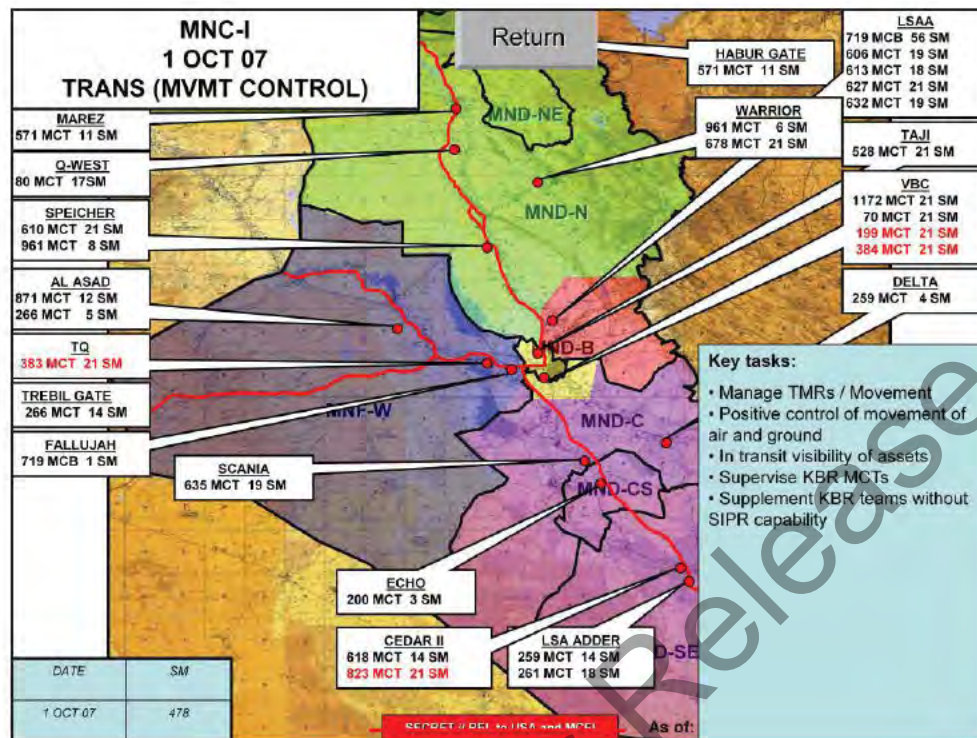 MNC-I
1 OCT 07
TRANS (MVMT CONTROL)
Return
HABUR GATE
571 MCT 11 SM
LSAA
719 MCB 56 SM
606 MCT 19 SM
613 MCT 18 SM
627 MCT 21 SM
632 MCT 19 SM
MAREZ
571 MCT 11 SM
MND-NE
WARRIOR
961 MCT 6 SM
678 MCT 21 SM
TAJI
528 MCT 21 SM
Q-WEST
80 MCT 17SM
MND-N
VBC
1172 MCT 21 SM
70 MCT 21 SM
199 MCT 21 SM
384 MCT 21 SM
SPEICHER
610 MCT 21 SM
961 MCT 8 SM
AL ASAD
871 MCT 12 SM
266 MCT 5 SM
DELTA
259 MCT 4 SM
TQ
383 MCT 21 SM
ND-B
TREBIL GATE
266 MCT 14 SM
MNF-W
MND-C
FALLUJAH
719 MCB 1 SM
SCANIA
635 MCT 19 SM
MND-CS
Key tasks:
• Manage TMRs / Movement
• Positive control of movement of
air and ground
• In transit visibility of assets
• Supervise KBR MCTs
• Supplement KBR teams without
SIPR capability
ECHO
200 MCT 3 SM
CEDAR II
618 MCT 14 SM
823 MCT 21 SM
LSA ADDER
259 MCT 14 SM
261 MCT 18 SM
D-SE
DATE SM
1 OCT 07 478
SECRET // REL to USA and MCFI
As of:
Release